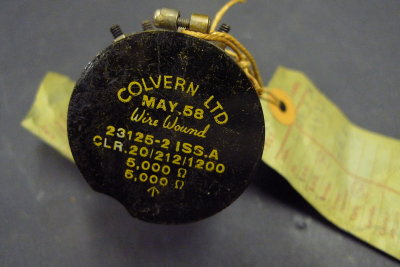 COLVERN LTD
MAY.58
Wire Wound
23125-2 ISS.A
CLR.20/212/1200
5,000 Ω
5,000 Ω